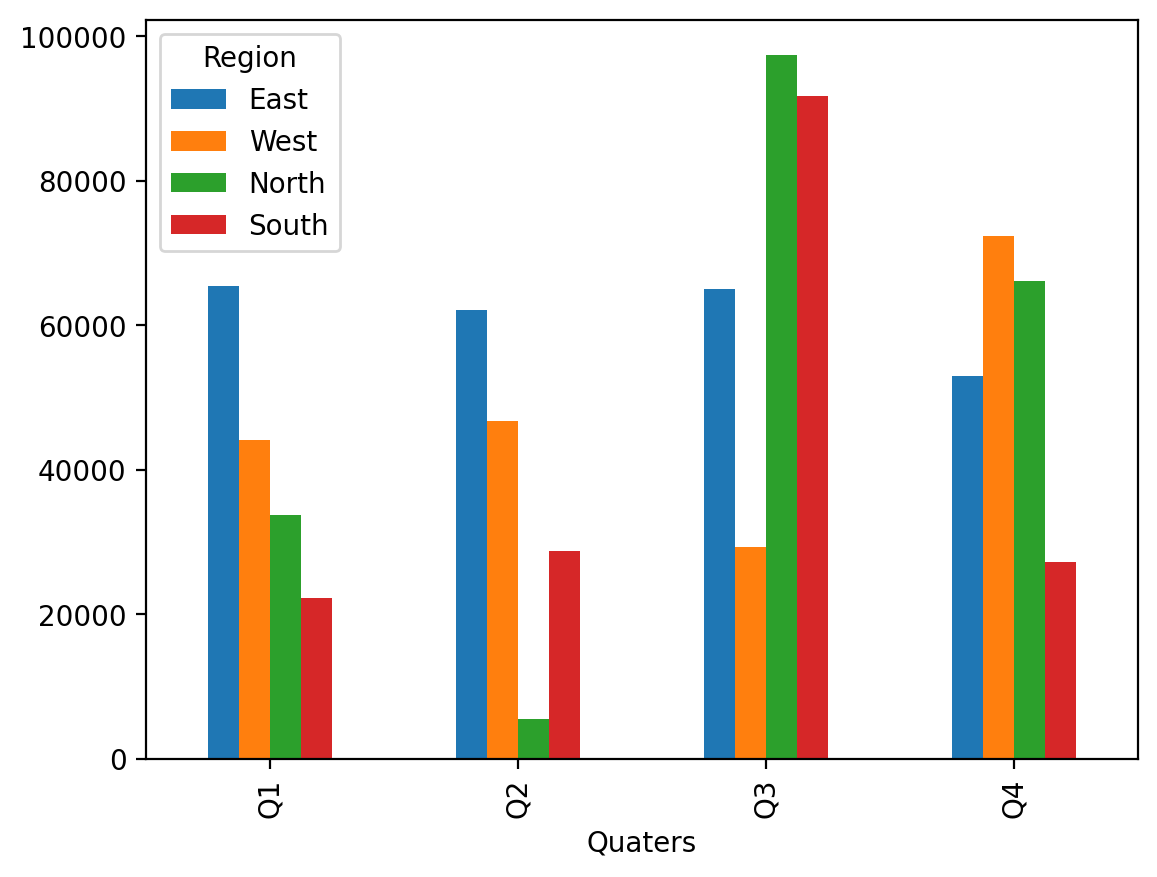 100000
80000
60000
40000
20000
0
Region
East
West
North
South
Q1
Q2
Q3
Q4
Quaters